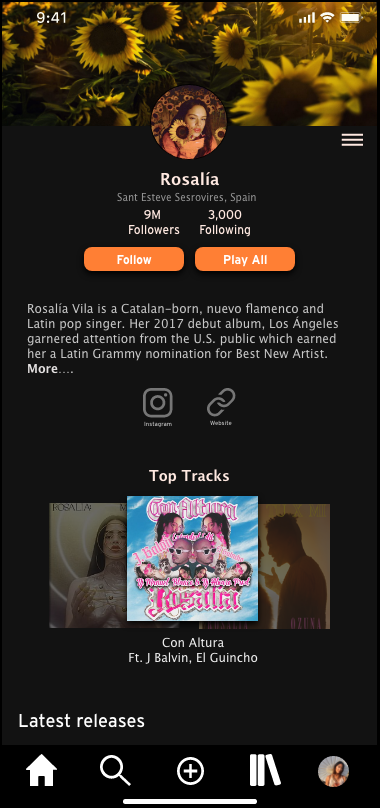 9:41
Rosalía
Sant Esteve Sesrovires, Spain
9M 3,000
Followers Following
Follow Play All
Rosalía Vila is a Catalan-born, nuevo flamenco and
Latin pop singer. Her 2017 debut album, Los Ángeles
garnered attention from the U.S. public which earned
her a Latin Grammy nomination for Best New Artist.
More....
Instagram Website
Top Tracks
ROSALIA M
Con Altura
J Balvin
Rosalía
OZUNA
Con Altura
Ft. J Balvin, El Guincho
Latest releases